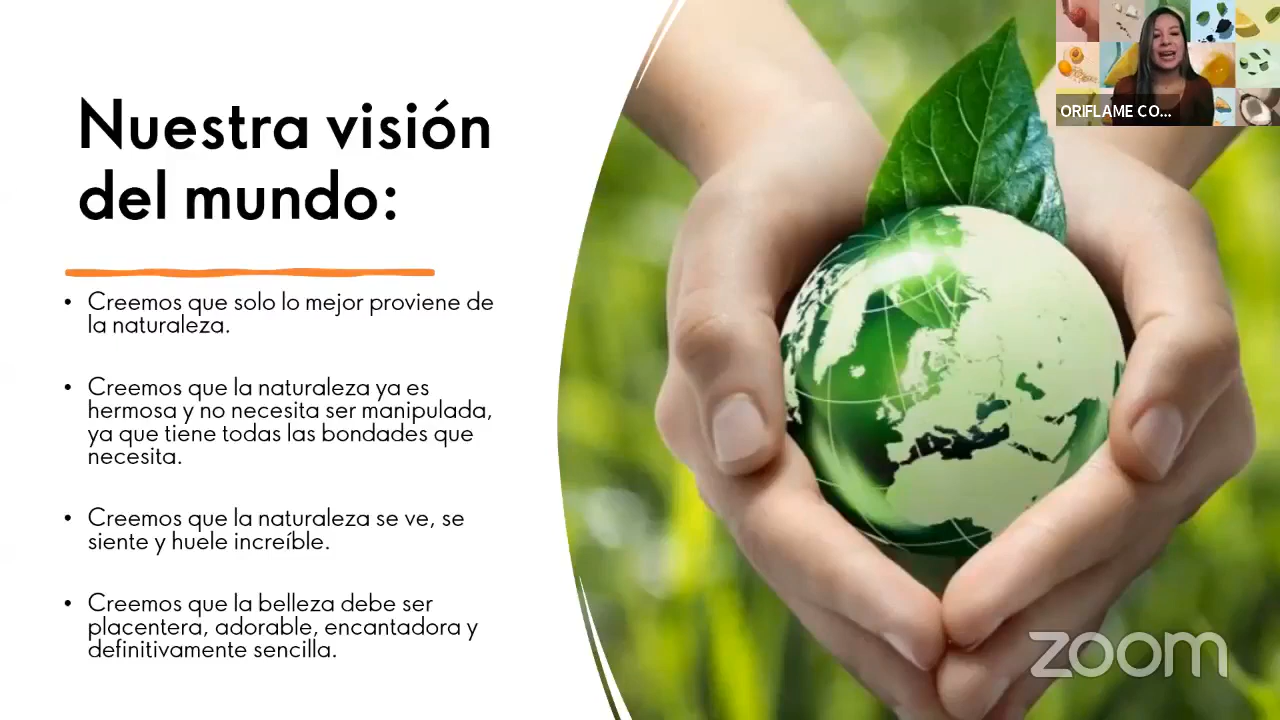 Nuestra visión
del mundo:
• Creemos que solo lo mejor proviene de
la naturaleza.
• Creemos que la naturaleza ya es
hermosa y no necesita ser manipulada,
ya que tiene todas las bondades que
necesita.
• Creemos que la naturaleza se ve, se
siente y huele increíble.
• Creemos que la belleza debe ser
placentera, adorable, encantadora y
definitivamente sencilla.
ORIFLAME CO...
zoom